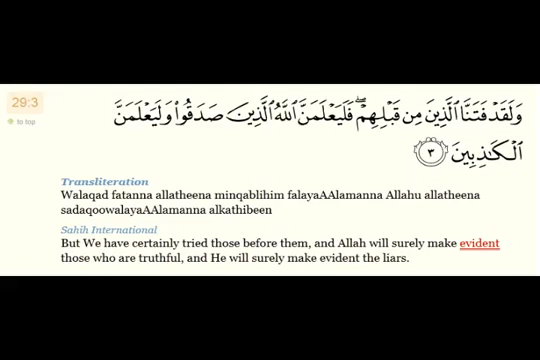 29:3
to top
وَلَقَدْ فَتَنَّا ٱلَّذِينَ مِن قَبْلِهِمْ ۖ فَلَيَعْلَمَنَّ ٱللَّهُ ٱلَّذِينَ صَدَقُوا۟ وَلَيَعْلَمَنَّ
ٱلْكَـٰذِبِينَ ٣
Transliteration
Walaqad fatanna allatheena minqablihim falayaAAlamanna Allahu allatheena
sadaqoowalayaAAlamanna alkathibeen
Sahih International
But We have certainly tried those before them, and Allah will surely make evident
those who are truthful, and He will surely make evident the liars.